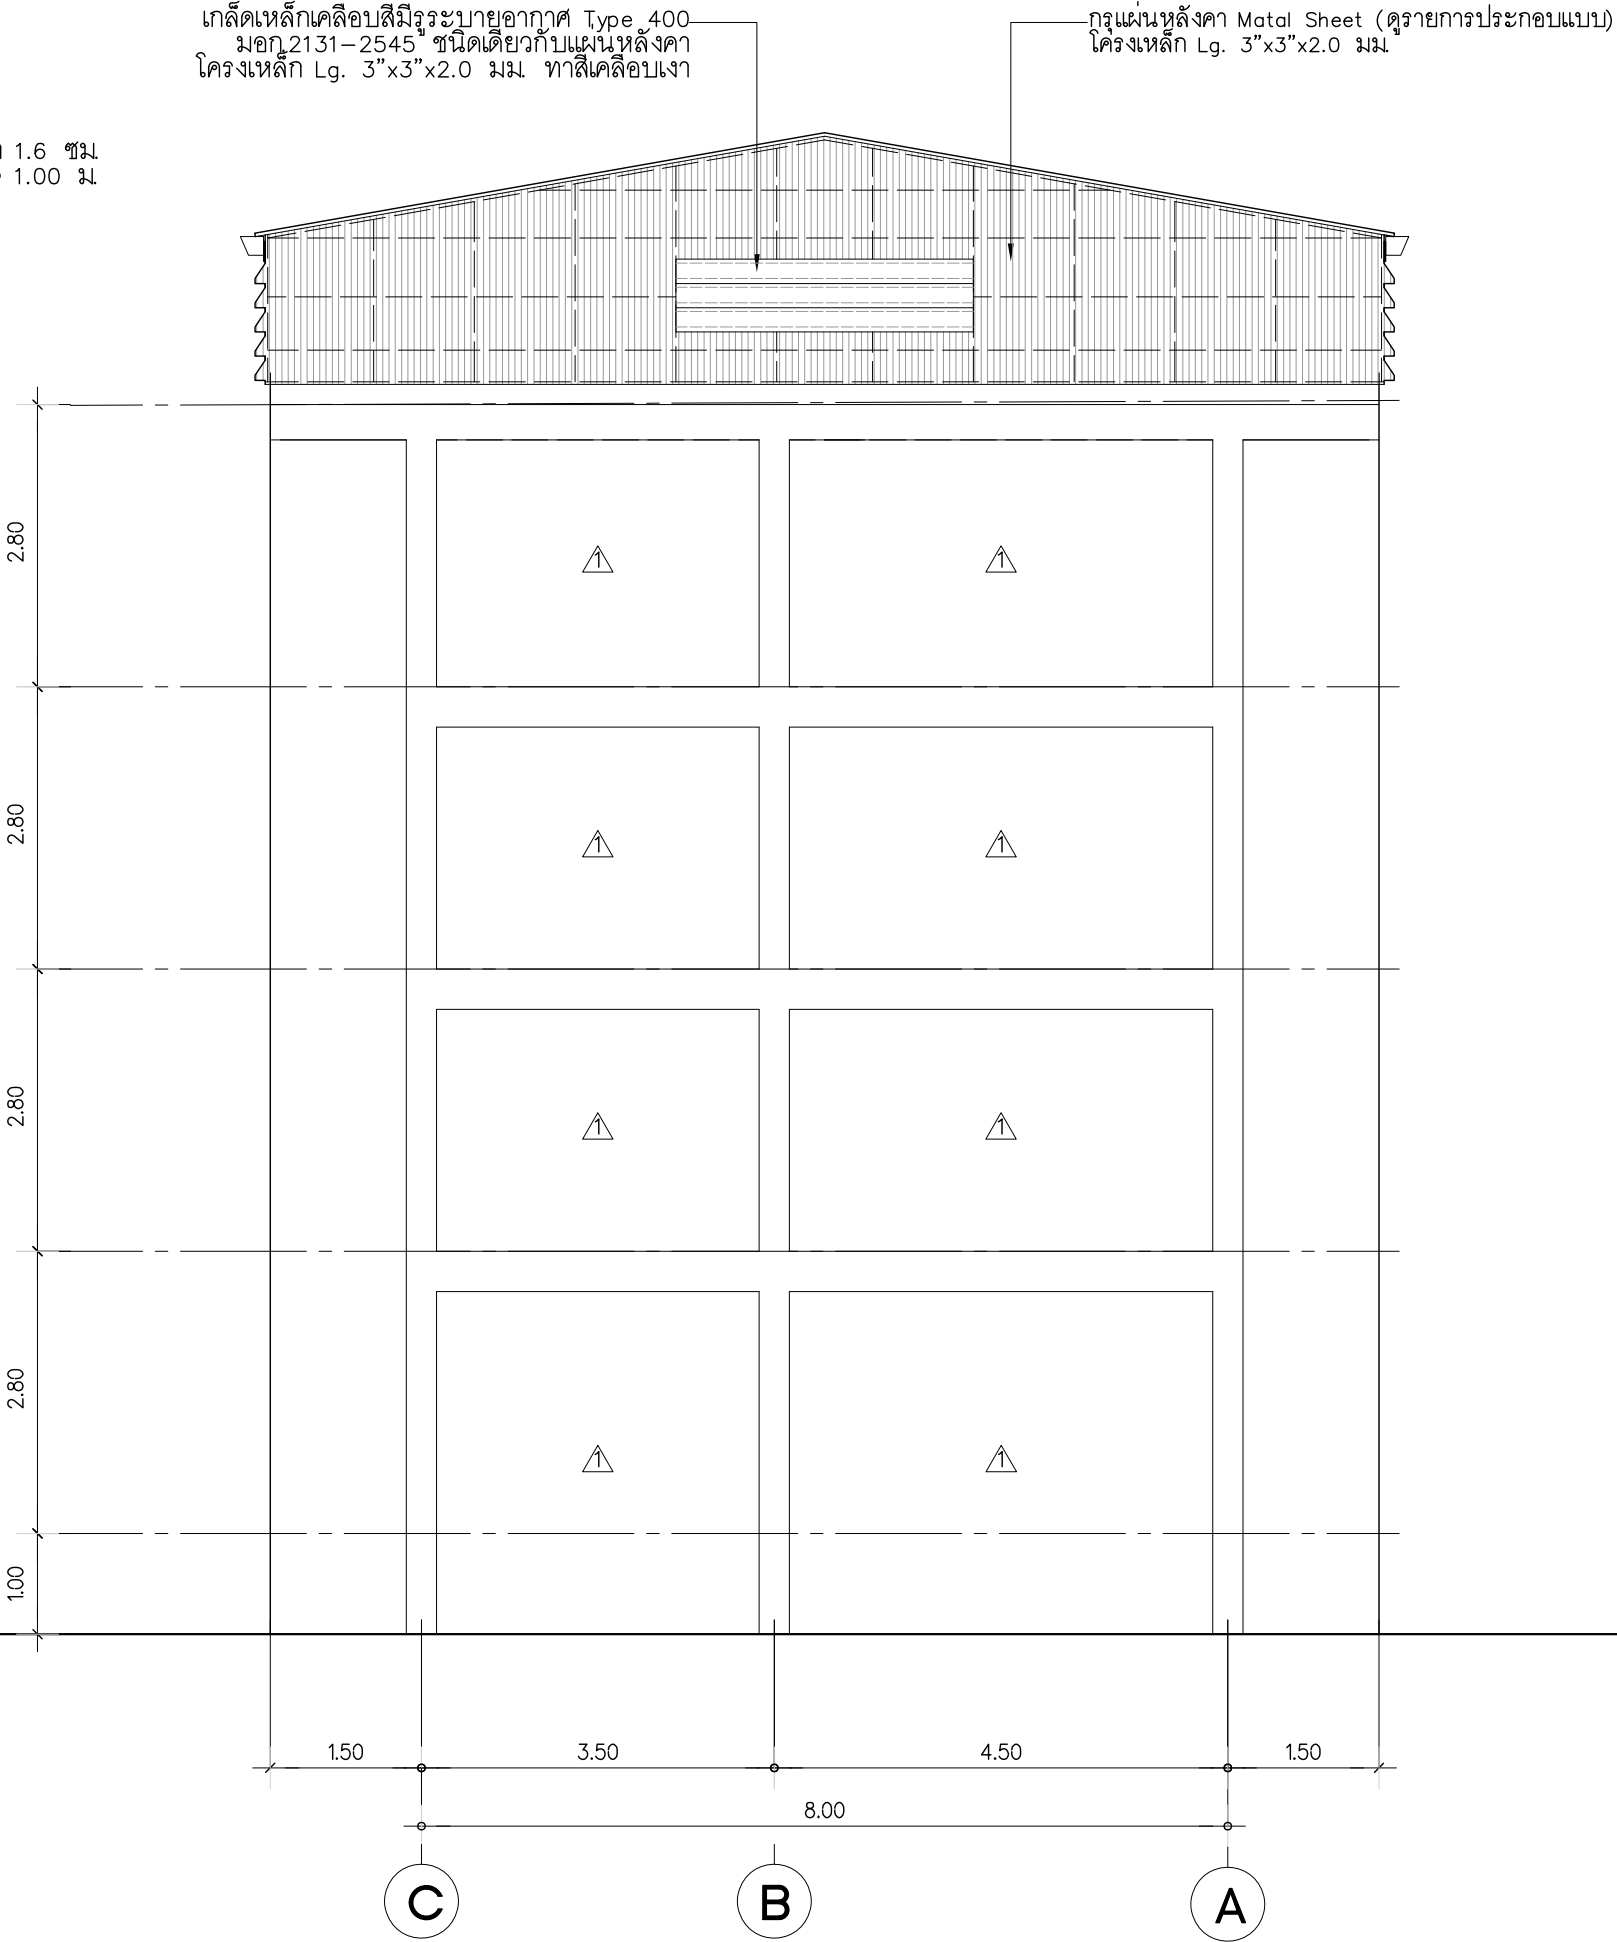 เกล็ดเหล็กเคลือบสีมีรูระบายอากาศ Type 400
มอก.2131-2545 ชนิดเดียวกับแผ่นหลังคา
โครงเหล็ก Lg. 3"x3"x2.0 มม. ทาสีเคลือบเงา
กรุแผ่นหลังคา Matal Sheet (ดูรายการประกอบแบบ)
โครงเหล็ก Lg. 3"x3"x2.0 มม.
1.6 ซม.
1.00 ม.
2.80
1
1
2.80
1
1
2.80
1
1
2.80
1
1
1.00
1.50
3.50
4.50
1.50
8.00
C
B
A